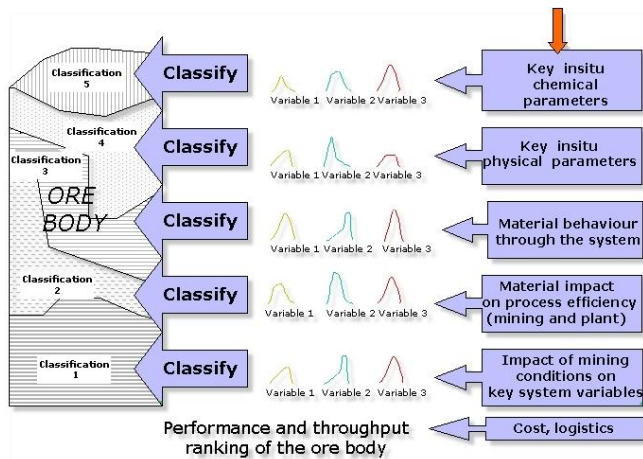 Classification
5
Classify
Variable 1 Variable 2 Variable 3
Key insitu
chemical
parameters
Classification
4
Classify
Variable 1 Variable 2 Variable 3
Key insitu
physical parameters
Classification
3
ORE
BODY
Classify
Variable 1 Variable 2 Variable 3
Material behaviour
through the system
Classification
2
Classify
Variable 1 Variable 2 Variable 3
Material impact
on process efficiency
(mining and plant)
Classification
1
Classify
Variable 1 Variable 2 Variable 3
Impact of mining
conditions on
key system variables
Performance and throughput
ranking of the ore body
Cost, logistics